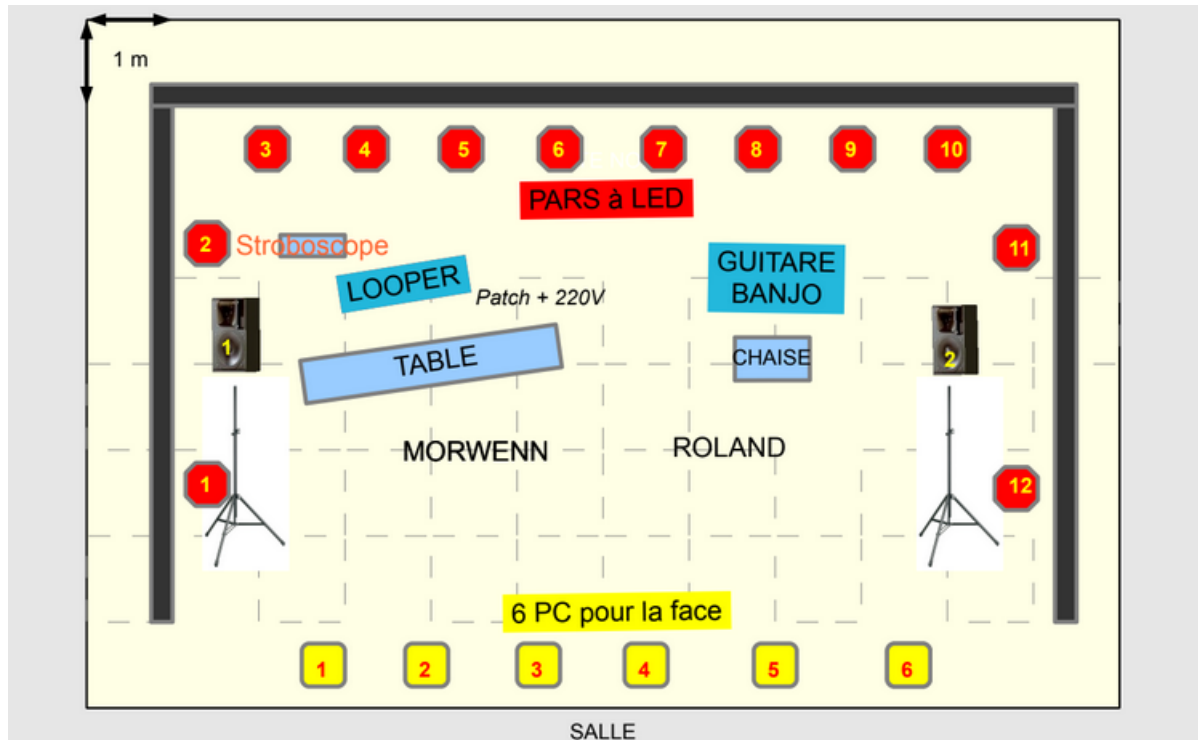 1 m
3 4 5 6 7 8 9 10
PARS à LED
2 Stroboscope 11
LOOPER
GUITARE
BANJO
Patch + 220V
1 2
TABLE
CHAISE
MORWENN
ROLAND
1 12
6 PC pour la face
1 2 3 4 5 6
SALLE